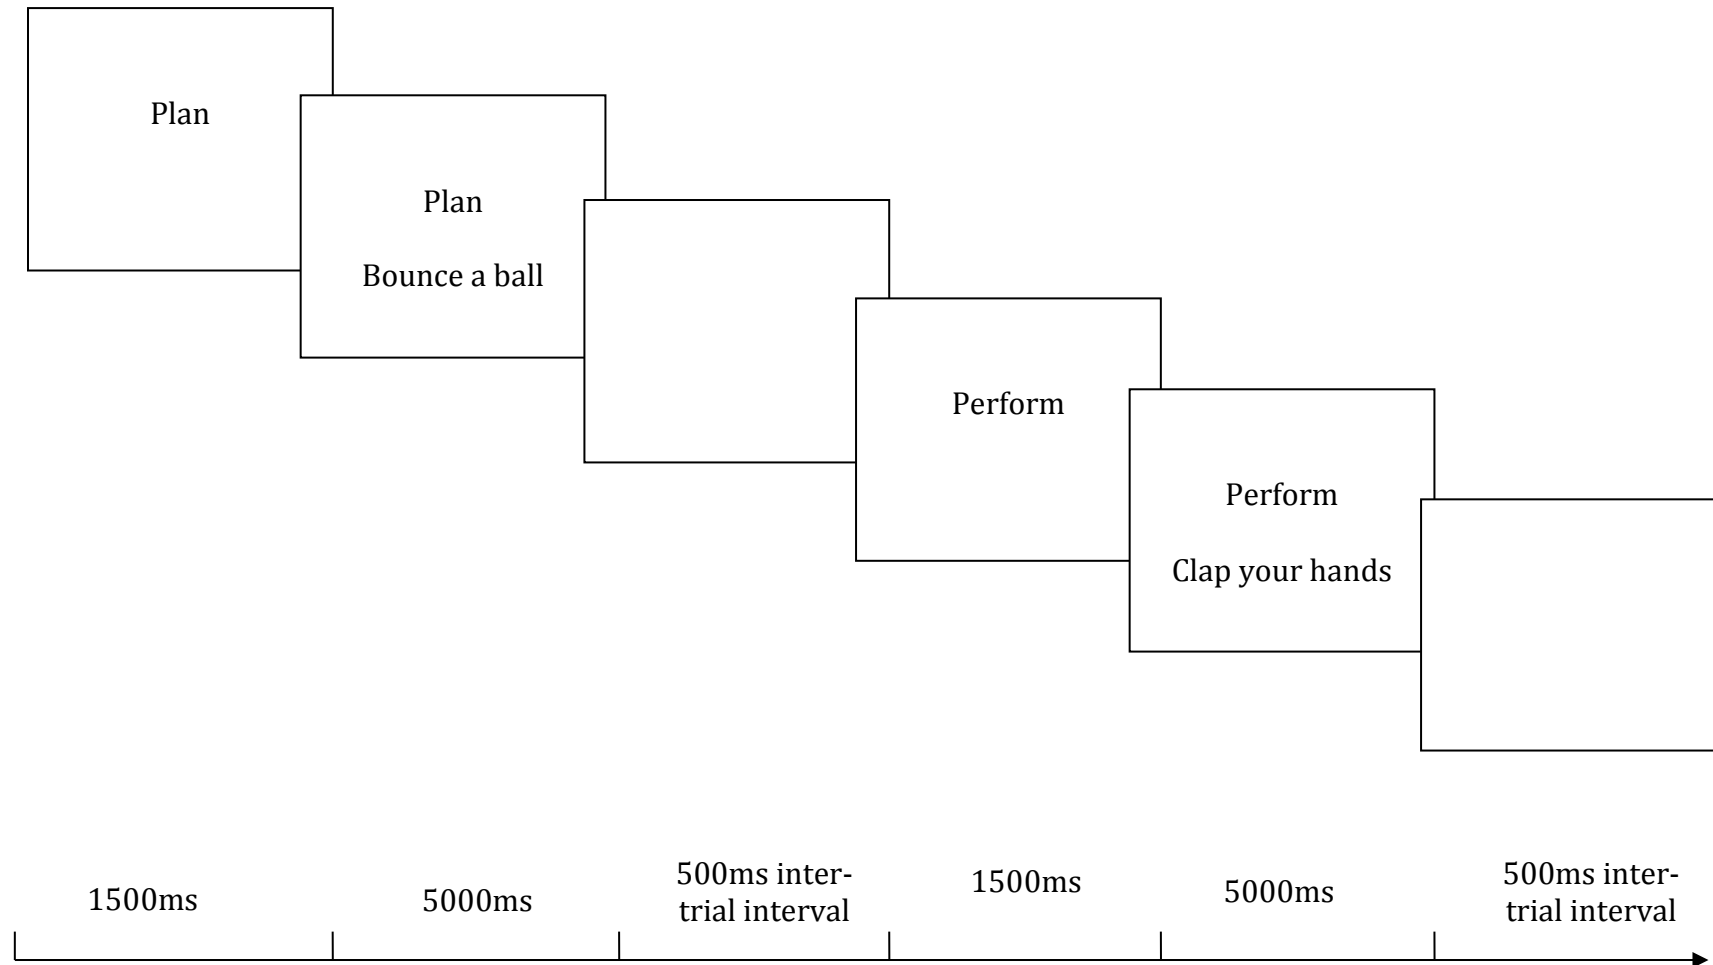 Plan
Plan
Bounce a ball
Perform
Perform
Clap your hands
1500ms
5000ms
500ms inter-
trial interval
1500ms
5000ms
500ms inter-
trial interval